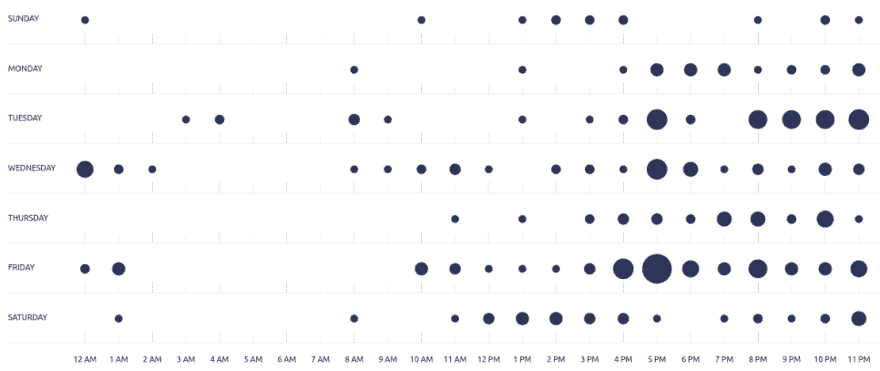 SUNDAY
MONDAY
TUESDAY
WEDNESDAY
THURSDAY
FRIDAY
SATURDAY
12 AM 1 AM 2 AM 3 AM 4 AM 5 AM 6 AM 7 AM 8 AM 9 AM 10 AM 11 AM 12 PM 1 PM 2 PM 3 PM 4 PM 5 PM 6 PM 7 PM 8 PM 9 PM 10 PM 11 PM